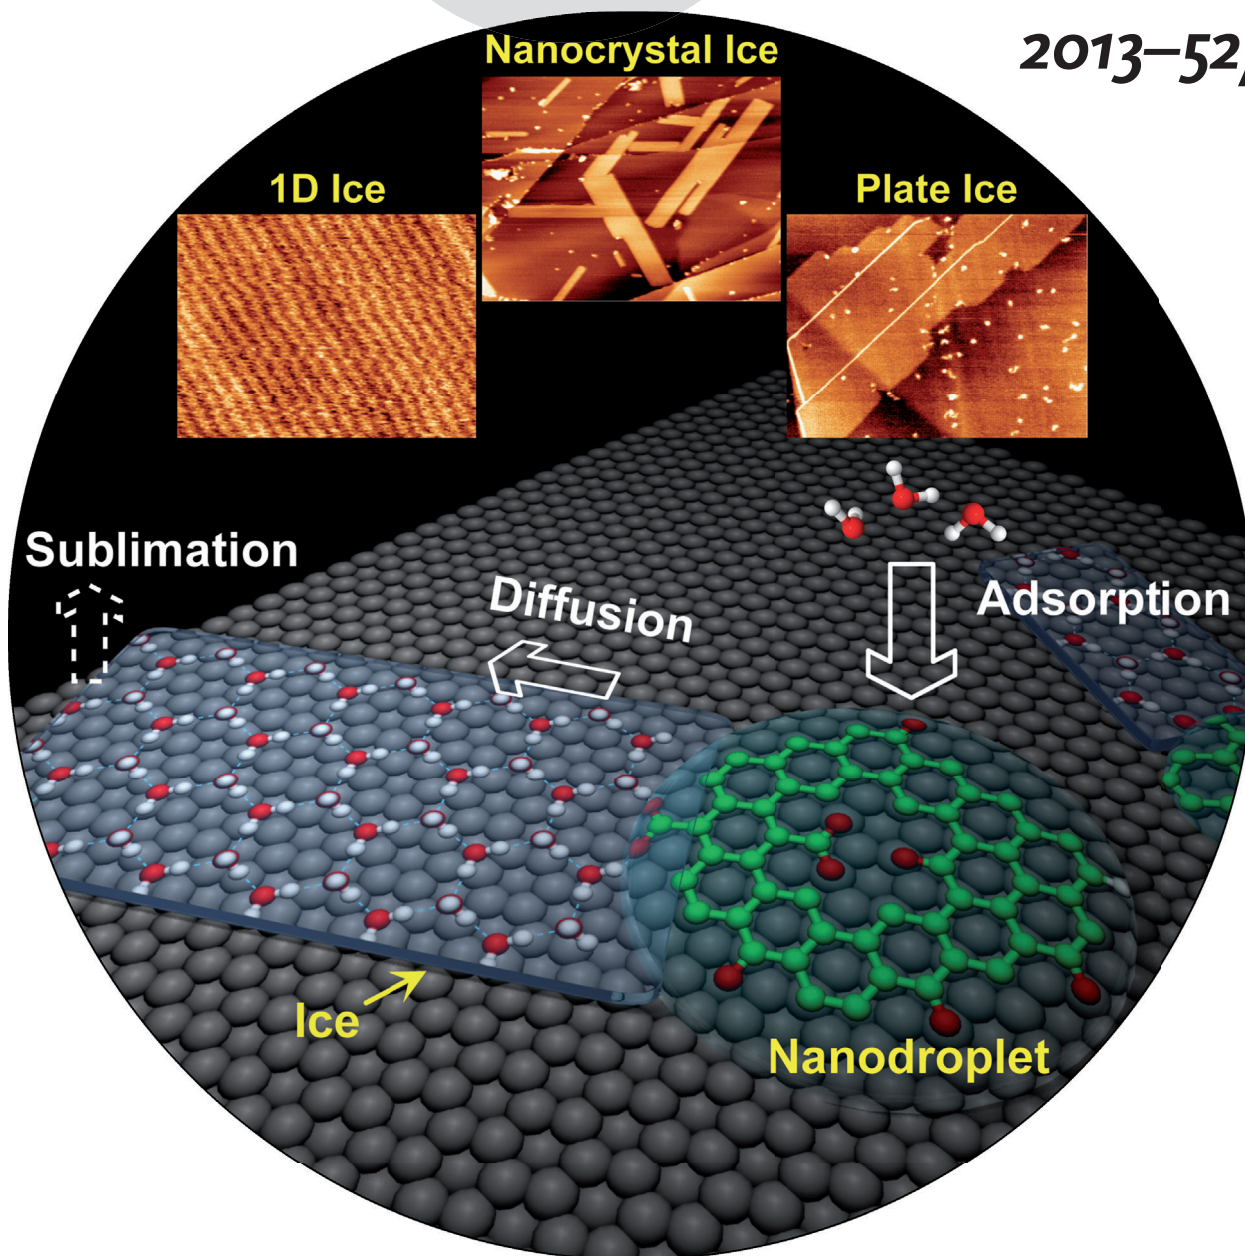 2013–52/
Nanocrystal Ice
1D Ice
Plate Ice
Sublimation
Diffusion
Adsorption
Ice
Nanodroplet